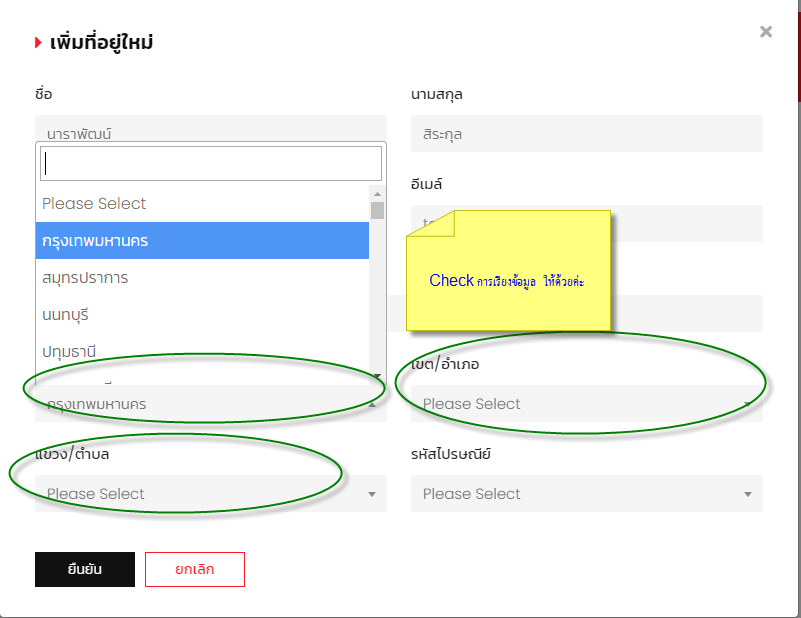 เพิ่มที่อยู่ใหม่
ชื่อ
นามสกุล
นาราพัฒน์
สิระกุล
อีเมล์
Please Select
กรุงเทพมหานคร
สมุทรปราการ
นนทบุรี
ปทุมธานี
Check การเรียงข้อมูล ให้ด้วยค่ะ
เขต/อำเภอ
กรุงเทพมหานคร
Please Select
แขวง/ตำบล
รหัสไปรษณีย์
Please Select
Please Select
ยืนยัน
ยกเลิก